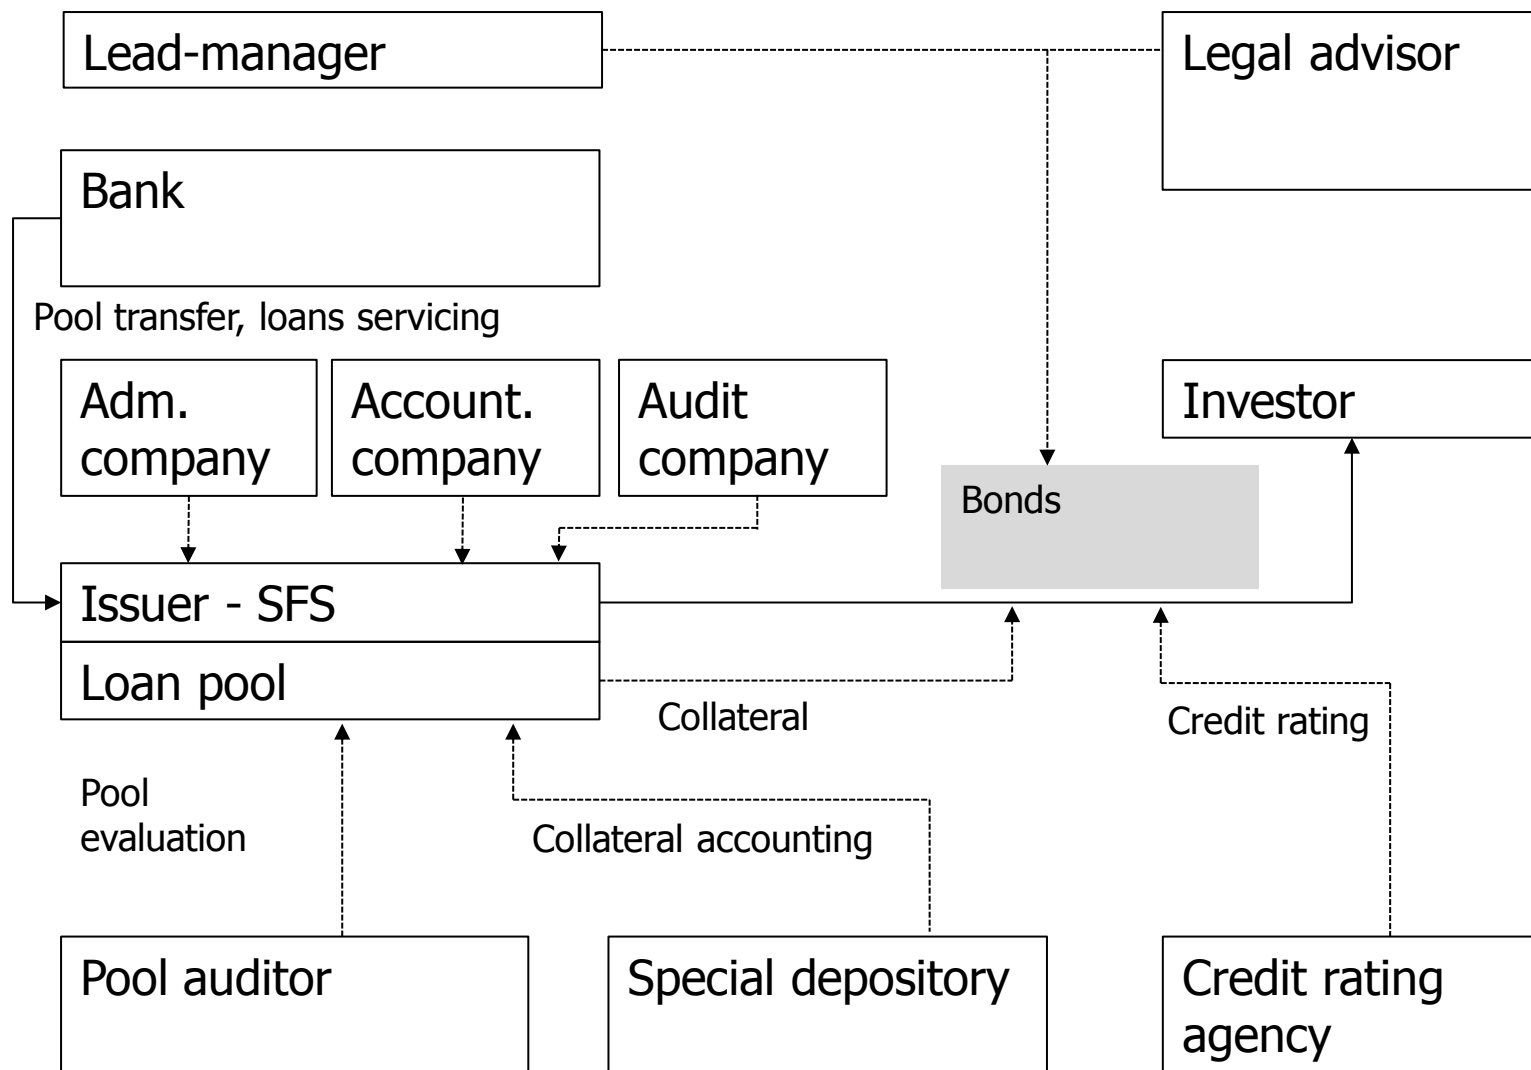 Lead-manager
Legal advisor
Bank
Pool transfer, loans servicing
Adm.
company
Account.
company
Audit
company
Investor
Bonds
Issuer - SFS
Loan pool
Collateral
Credit rating
Pool
evaluation
Collateral accounting
Pool auditor
Special depository
Credit rating
agency